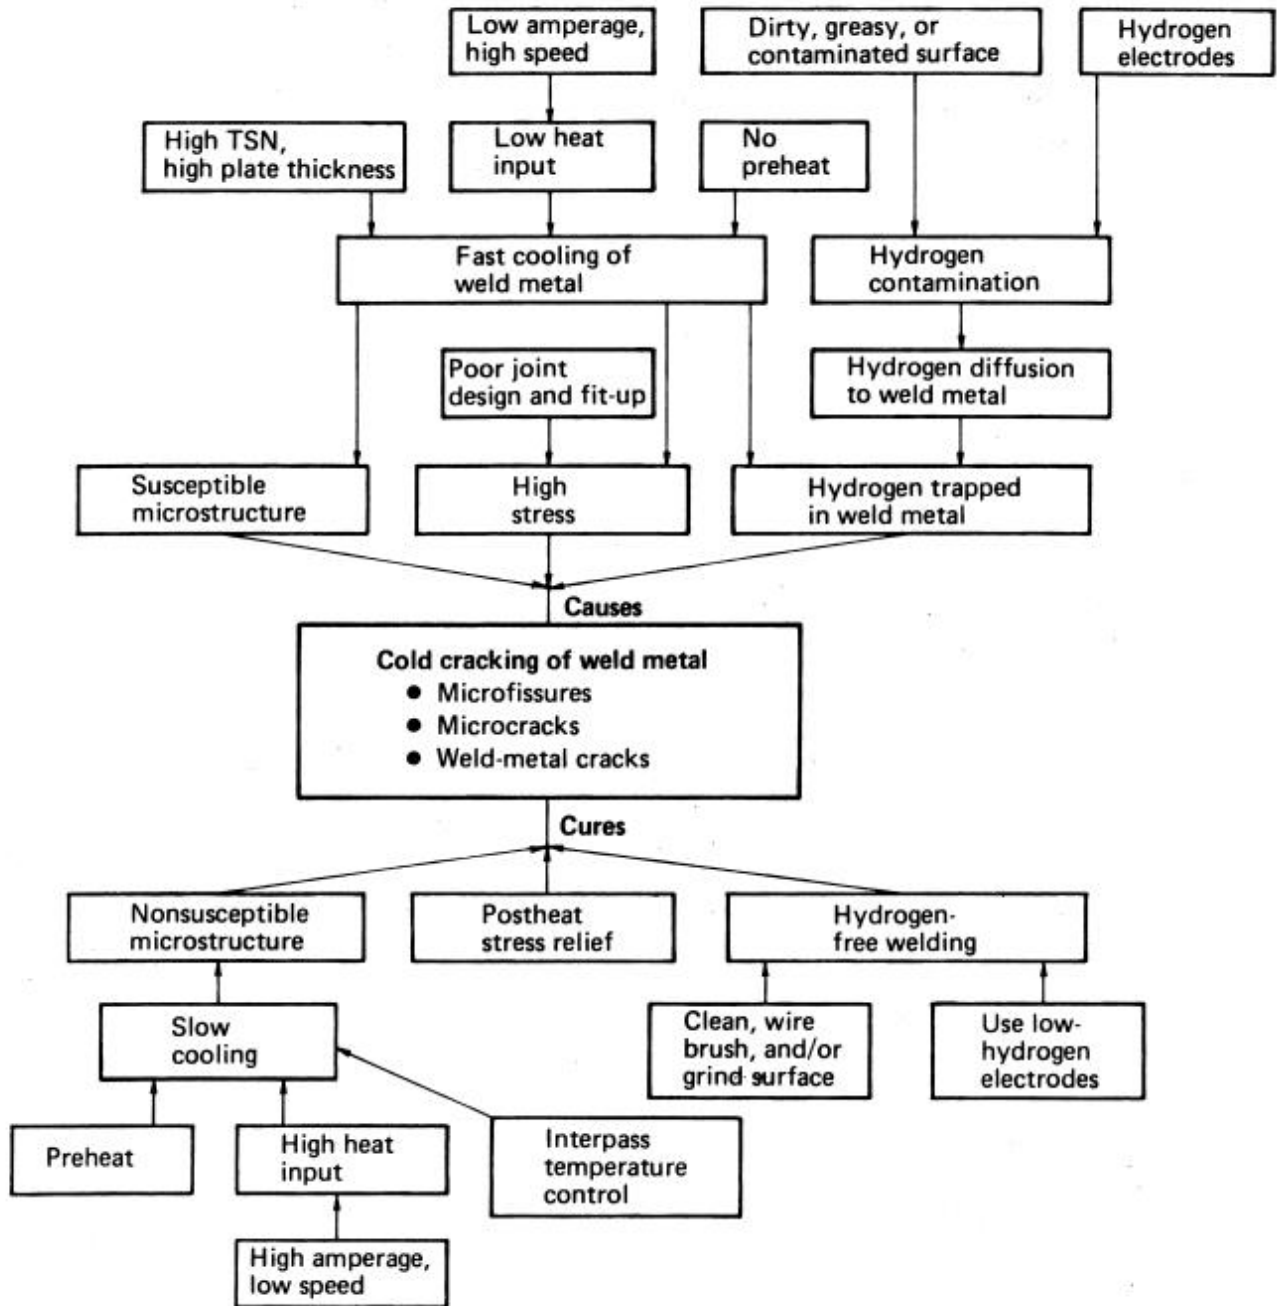 Low amperage,
high speed
Dirty, greasy, or
contaminated surface
Hydrogen
electrodes
High TSN,
high plate thickness
Low heat
input
No
preheat
Fast cooling of
weld metal
Hydrogen
contamination
Poor joint
design and fit-up
Hydrogen diffusion
to weld metal
Susceptible
microstructure
High
stress
Hydrogen trapped
in weld metal
Causes
Cold cracking of weld metal
● Microfissures
● Microcracks
● Weld-metal cracks
Cures
Nonsusceptible
microstructure
Postheat
stress relief
Hydrogen-
free welding
Slow
cooling
Clean, wire
brush, and/or
grind surface
Use low-
hydrogen
electrodes
Preheat
High heat
input
Interpass
temperature
control
High amperage,
low speed